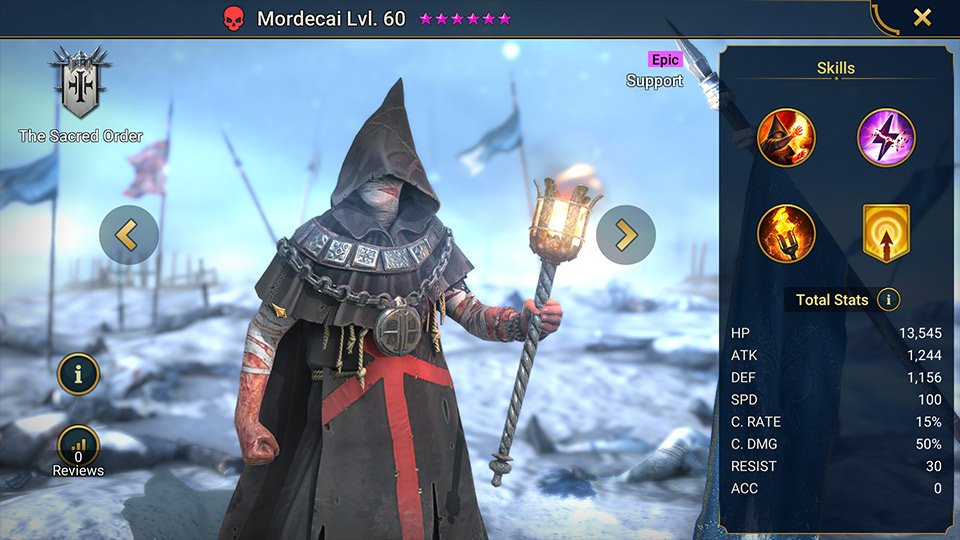 Mordecai Lvl. 60
The Sacred Order
Epic
Support
0
Reviews
Skills
Total Stats
HP 13,545
ATK 1,244
DEF 1,156
SPD 100
C. RATE 15%
C. DMG 50%
RESIST 30
ACC 0